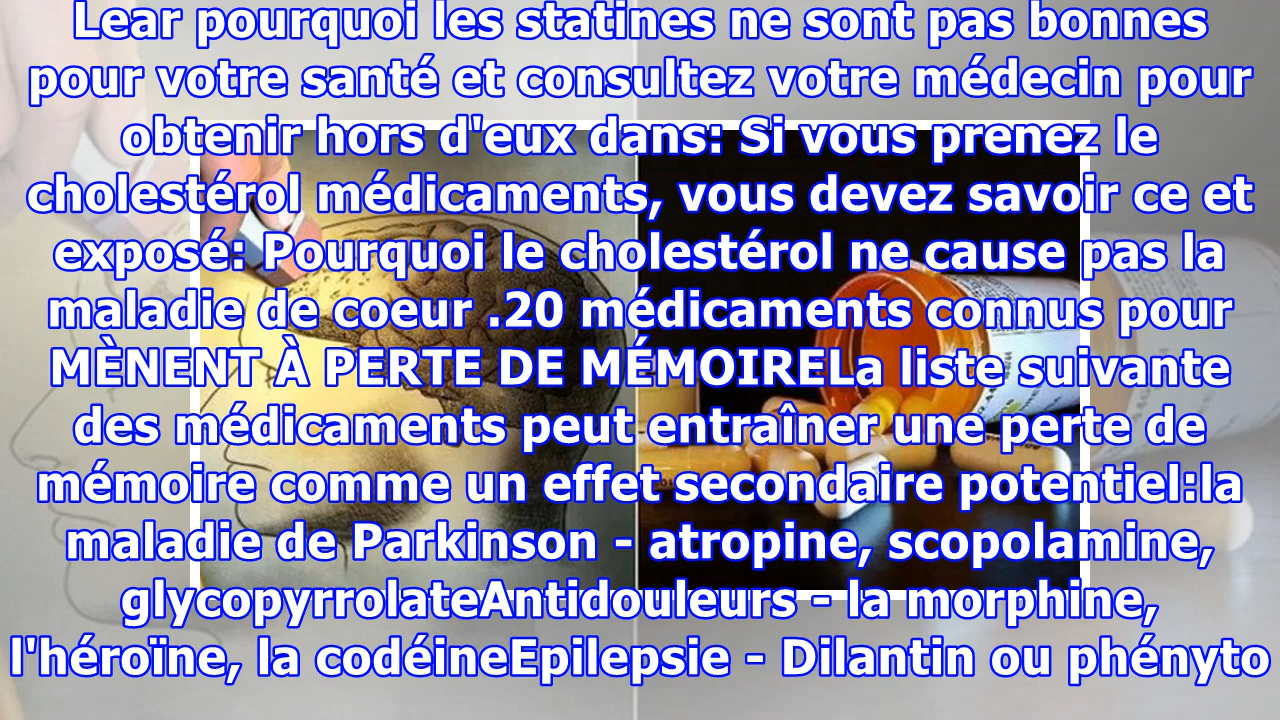 Lear pourquoi les statines ne sont pas bonnes
pour votre santé et consultez votre médecin pour
obtenir hors d'eux dans: Si vous prenez le
cholestérol médicaments, vous devez savoir ce et
exposé: Pourquoi le cholestérol ne cause pas la
maladie de coeur .20 médicaments connus pour
MÈNENT À PERTE DE MÉMOIRELa liste suivante
des médicaments peut entraîner une perte de
mémoire comme un effet secondaire potentiel:la
maladie de Parkinson - atropine, scopolamine,
glycopyrrolateAntidouleurs - la morphine,
l'héroïne, la codéineEpilepsie - Dilantin ou phényto